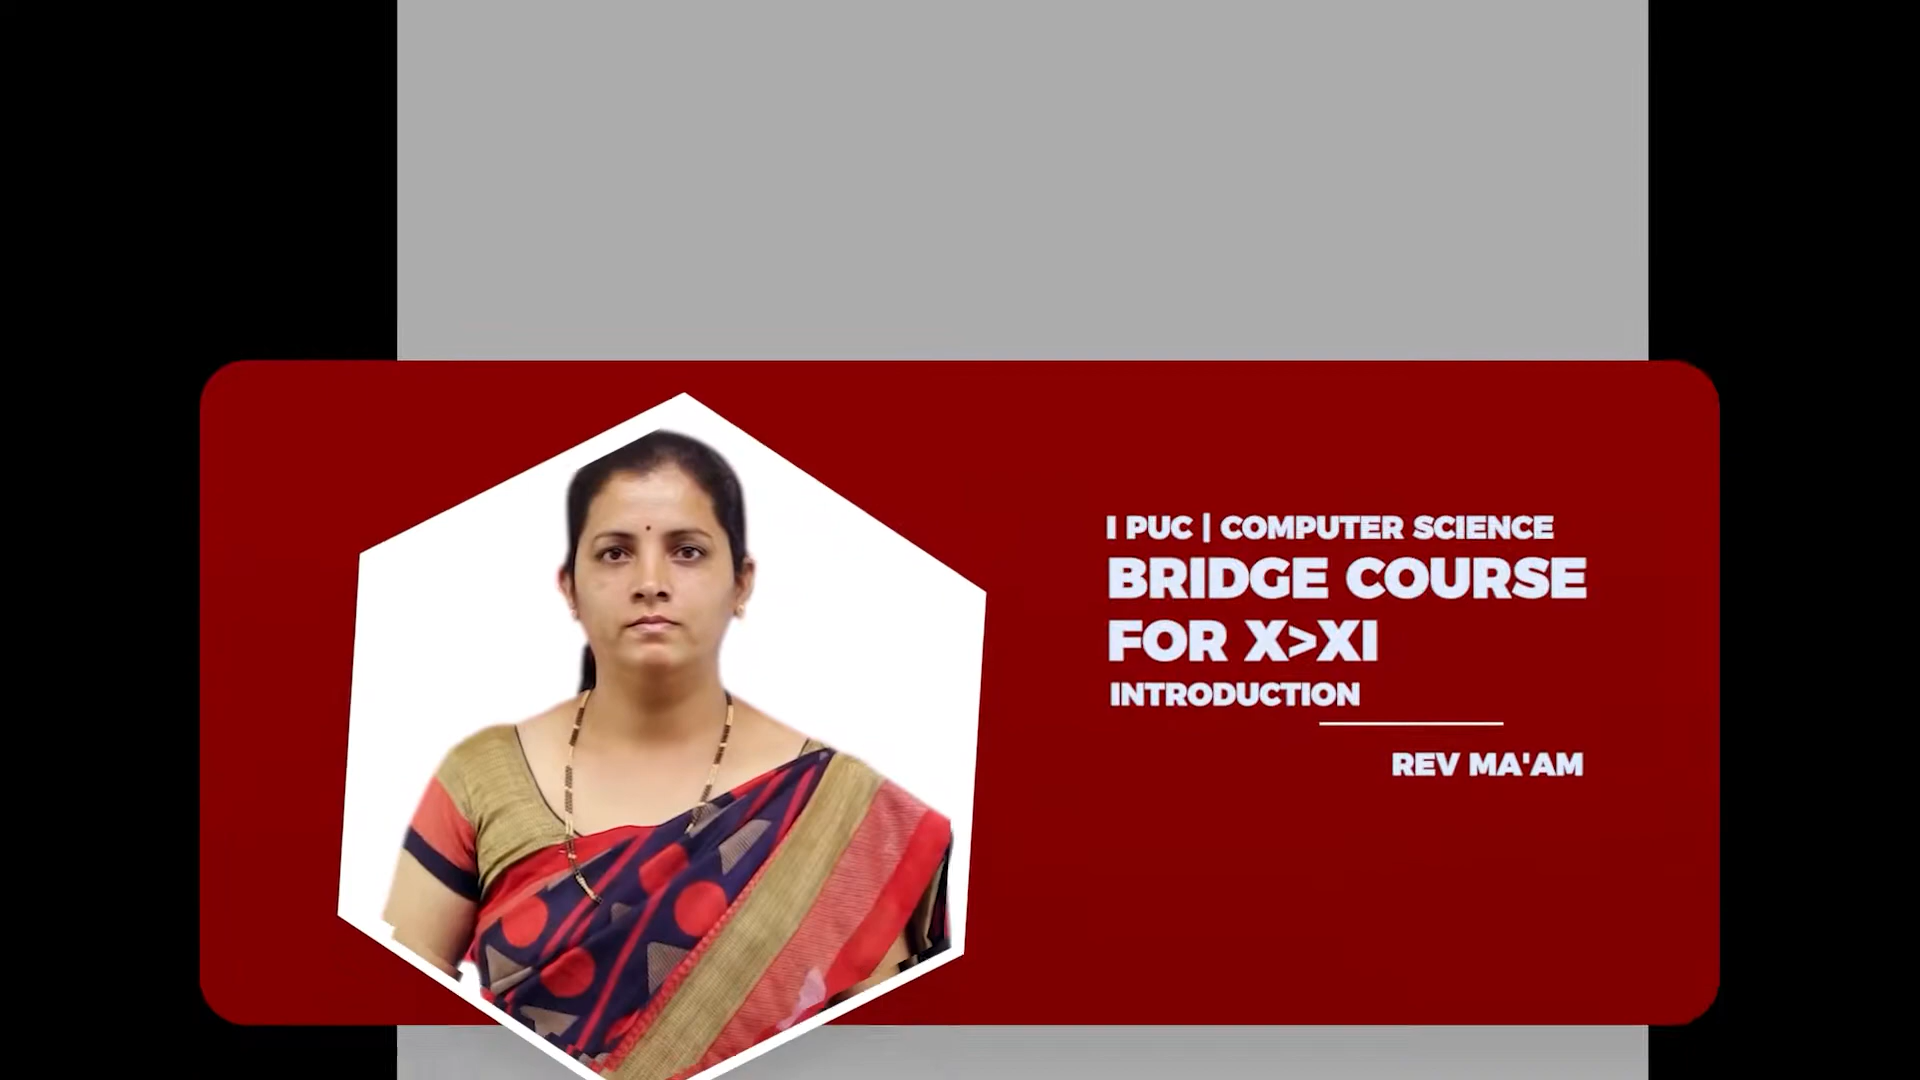 I PUC | COMPUTER SCIENCE
BRIDGE COURSE
FOR X>XI
INTRODUCTION
REV MA'AM